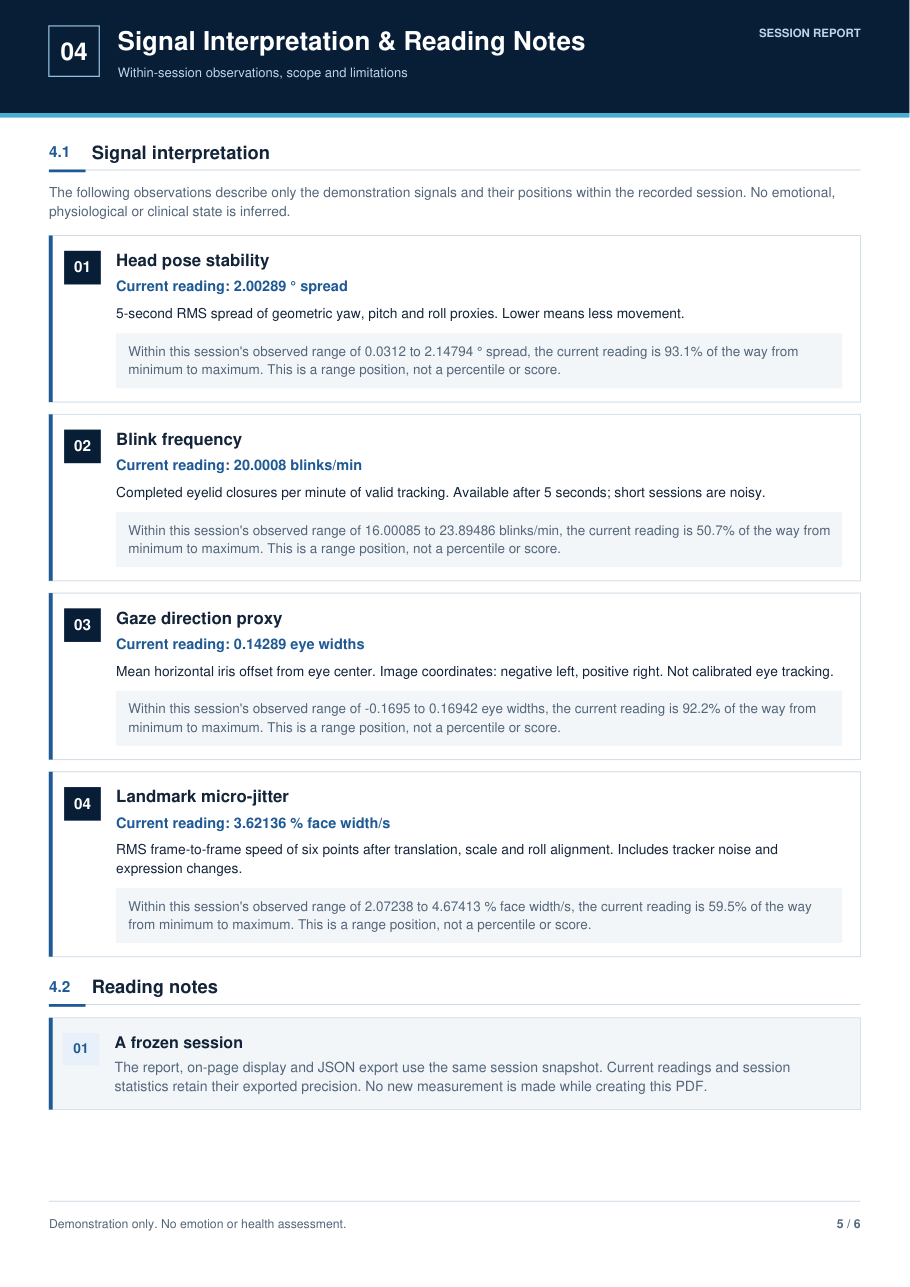 04
Signal Interpretation & Reading Notes
SESSION REPORT
Within-session observations, scope and limitations
4.1 Signal interpretation
The following observations describe only the demonstration signals and their positions within the recorded session. No emotional,
physiological or clinical state is inferred.
01
Head pose stability
Current reading: 2.00289 ° spread
5-second RMS spread of geometric yaw, pitch and roll proxies. Lower means less movement.
Within this session's observed range of 0.0312 to 2.14794 ° spread, the current reading is 93.1% of the way from
minimum to maximum. This is a range position, not a percentile or score.
02
Blink frequency
Current reading: 20.0008 blinks/min
Completed eyelid closures per minute of valid tracking. Available after 5 seconds; short sessions are noisy.
Within this session's observed range of 16.00085 to 23.89486 blinks/min, the current reading is 50.7% of the way from
minimum to maximum. This is a range position, not a percentile or score.
03
Gaze direction proxy
Current reading: 0.14289 eye widths
Mean horizontal iris offset from eye center. Image coordinates: negative left, positive right. Not calibrated eye tracking.
Within this session's observed range of -0.1695 to 0.16942 eye widths, the current reading is 92.2% of the way from
minimum to maximum. This is a range position, not a percentile or score.
04
Landmark micro-jitter
Current reading: 3.62136 % face width/s
RMS frame-to-frame speed of six points after translation, scale and roll alignment. Includes tracker noise and
expression changes.
Within this session's observed range of 2.07238 to 4.67413 % face width/s, the current reading is 59.5% of the way
from minimum to maximum. This is a range position, not a percentile or score.
4.2 Reading notes
01
A frozen session
The report, on-page display and JSON export use the same session snapshot. Current readings and session
statistics retain their exported precision. No new measurement is made while creating this PDF.
Demonstration only. No emotion or health assessment.
5 / 6